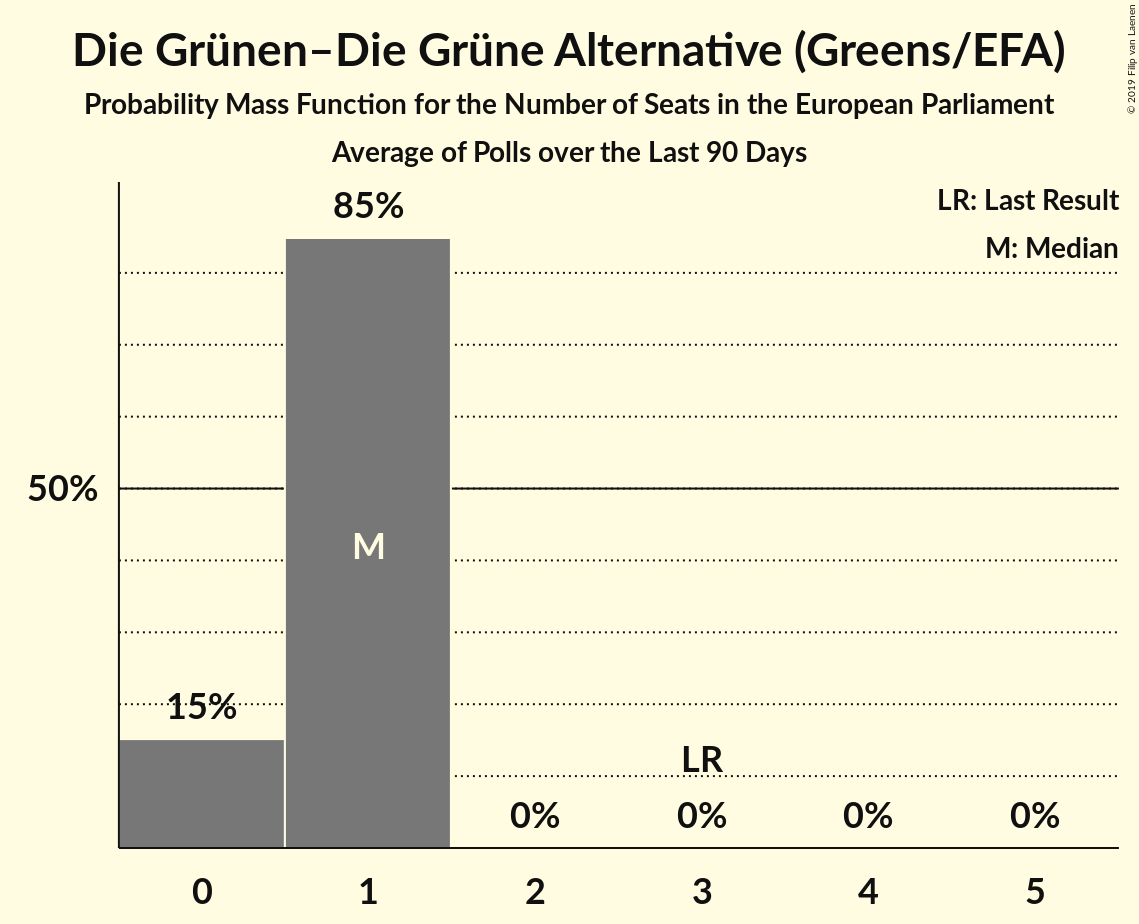 Die Grünen–Die Grüne Alternative (Greens/EFA)
Probability Mass Function for the Number of Seats in the European Parliament
Average of Polls over the Last 90 Days
© 2019 Filip van Laenen
LR: Last Result
M: Median
85%
50%
M
15%
LR
0% 0% 0% 0%
0 1 2 3 4 5